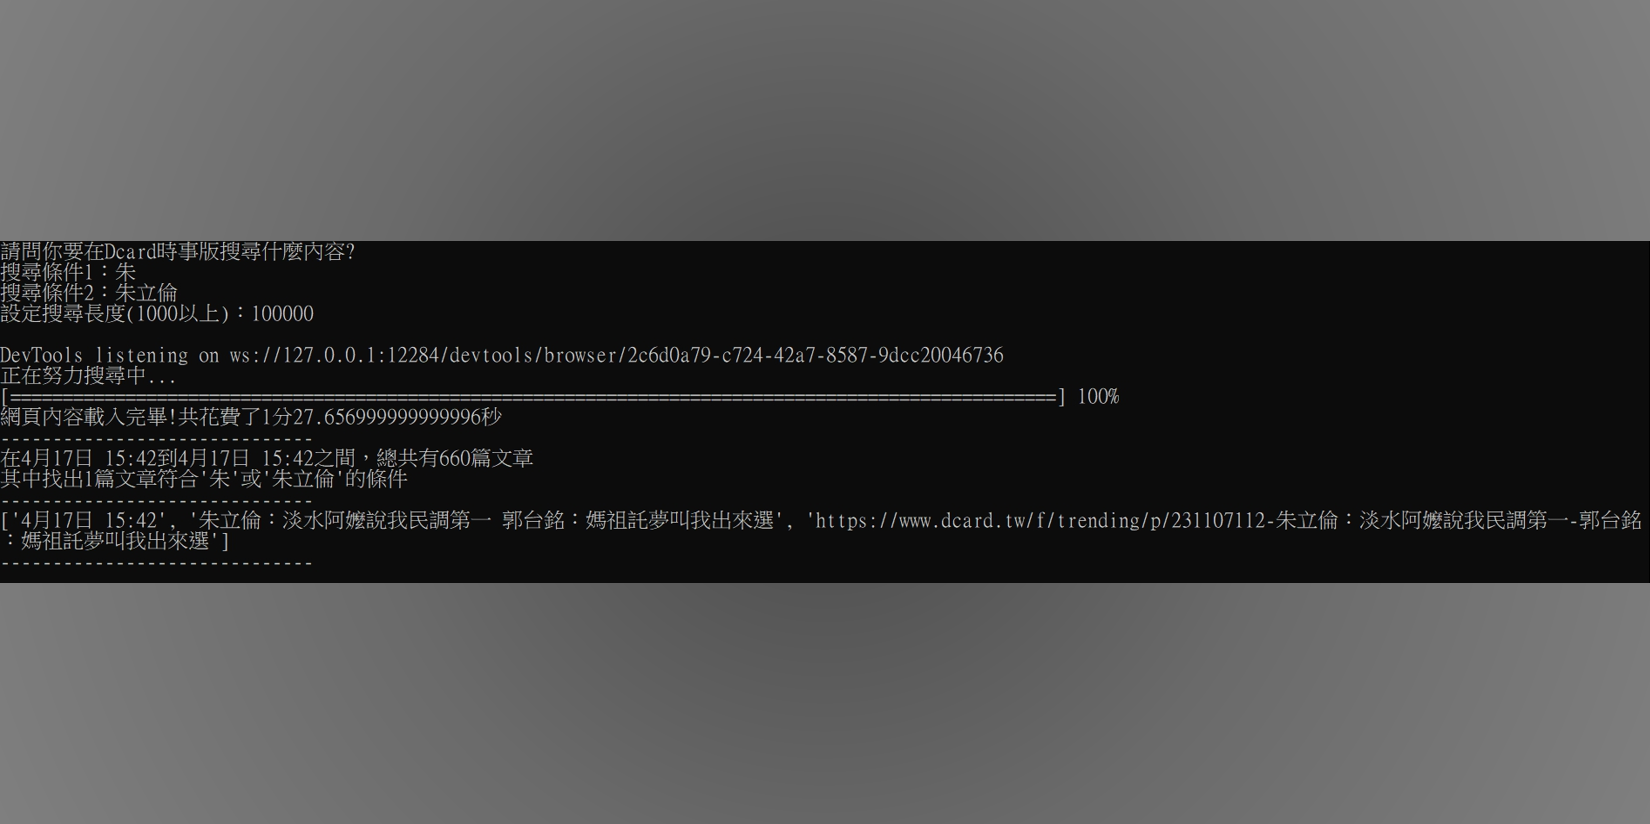 請問你要在Dcard時事版搜尋什麼內容?
搜尋條件1：朱
搜尋條件2：朱立倫
設定搜尋長度(1000以上)：100000
DevTools listening on ws://127.0.0.1:12284/devtools/browser/2c6d0a79-c724-42a7-8587-9dcc20046736
正在努力搜尋中...
[====================================================================================================] 100%
網頁內容載入完畢!共花費了1分27.656999999999996秒
------------------------------
在4月17日 15:42到4月17日 15:42之間，總共有660篇文章
其中找出1篇文章符合'朱'或'朱立倫'的條件
------------------------------
['4月17日 15:42', '朱立倫：淡水阿嬤說我民調第一 郭台銘：媽祖託夢叫我出來選', 'https://www.dcard.tw/f/trending/p/231107112-朱立倫：淡水阿嬤說我民調第一-郭台銘
：媽祖託夢叫我出來選']
------------------------------